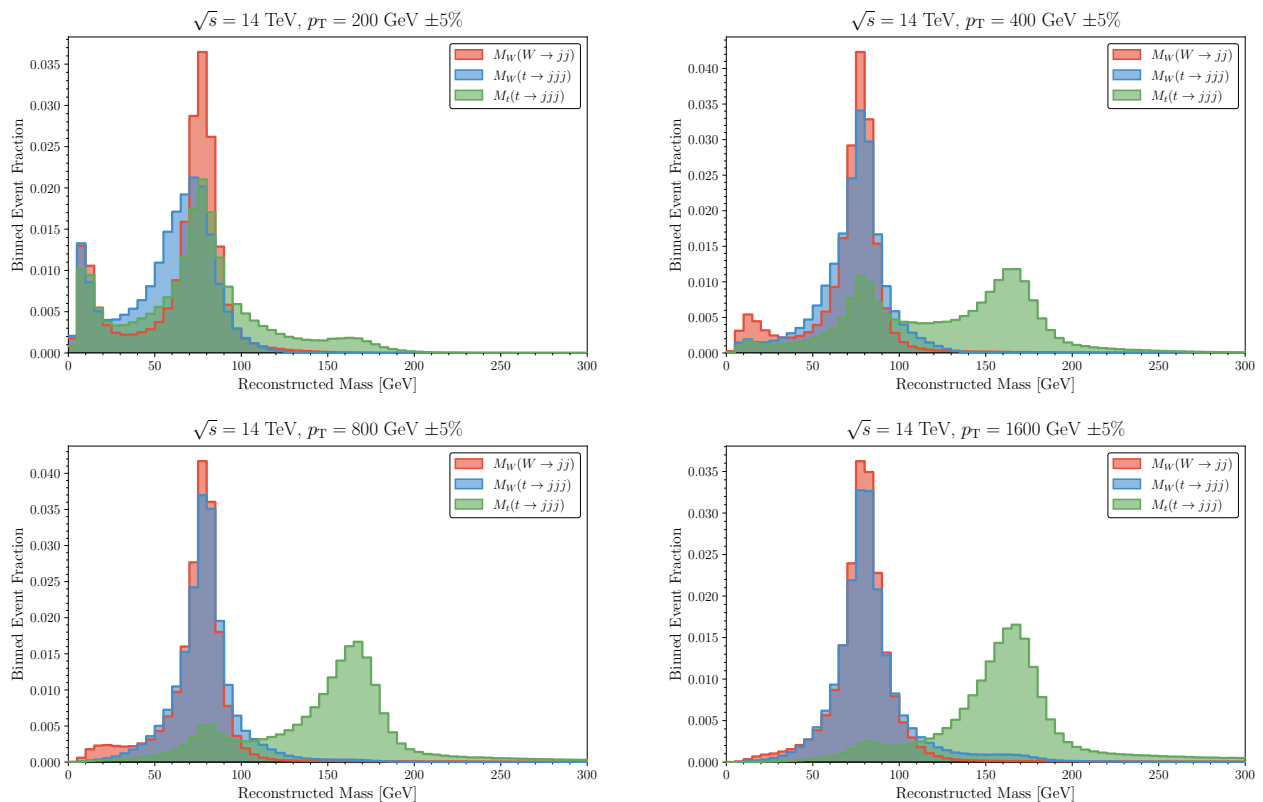 √s = 14 TeV, p_T = 200 GeV ±5%
Binned Event Fraction
0.035
0.030
0.025
0.020
0.015
0.010
0.005
0.000
M_W(W → jj)
M_W(t → jjj)
M_t(t → jjj)
0 50 100 150 200 250 300
Reconstructed Mass [GeV]
√s = 14 TeV, p_T = 400 GeV ±5%
Binned Event Fraction
0.040
0.035
0.030
0.025
0.020
0.015
0.010
0.005
0.000
M_W(W → jj)
M_W(t → jjj)
M_t(t → jjj)
0 50 100 150 200 250 300
Reconstructed Mass [GeV]
√s = 14 TeV, p_T = 800 GeV ±5%
Binned Event Fraction
0.040
0.035
0.030
0.025
0.020
0.015
0.010
0.005
0.000
M_W(W → jj)
M_W(t → jjj)
M_t(t → jjj)
0 50 100 150 200 250 300
Reconstructed Mass [GeV]
√s = 14 TeV, p_T = 1600 GeV ±5%
Binned Event Fraction
0.035
0.030
0.025
0.020
0.015
0.010
0.005
0.000
M_W(W → jj)
M_W(t → jjj)
M_t(t → jjj)
0 50 100 150 200 250 300
Reconstructed Mass [GeV]